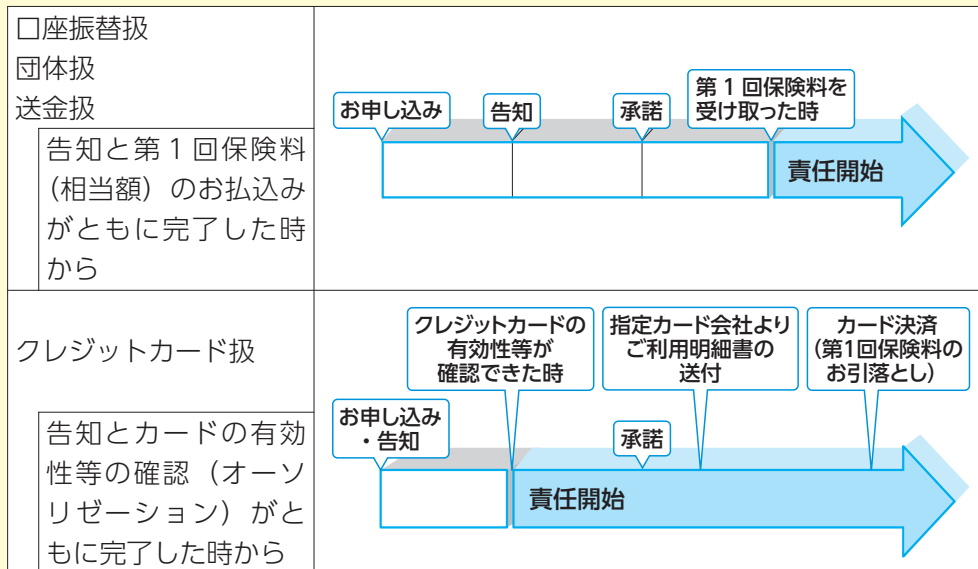 口座振替扱
団体扱
送金扱
告知と第1回保険料
（相当額）のお払込み
がともに完了した時
から
お申し込み
告知
承諾
第1回保険料を
受け取った時
責任開始
クレジットカード扱
告知とカードの有効
性等の確認（オーソ
リゼーション）がと
もに完了した時から
お申し込み
・告知
クレジットカードの
有効性等が
確認できた時
指定カード会社より
ご利用明細書の
送付
カード決済
（第1回保険料の
お引落とし）
承諾
責任開始